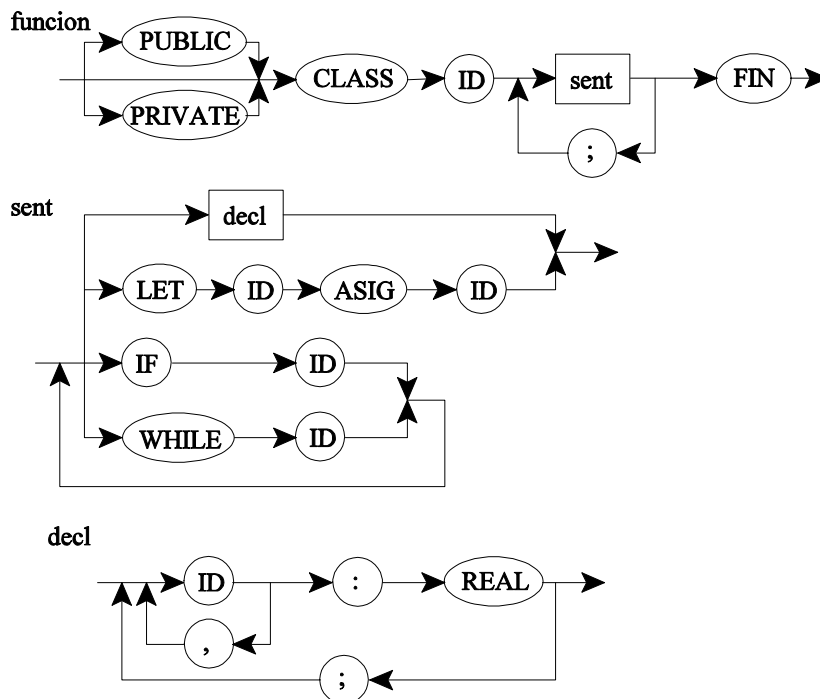 funcion
PUBLIC
CLASS ID sent FIN
PRIVATE
;
sent
decl
LET ID ASIG ID
IF ID
WHILE ID
decl
ID : REAL
,
;